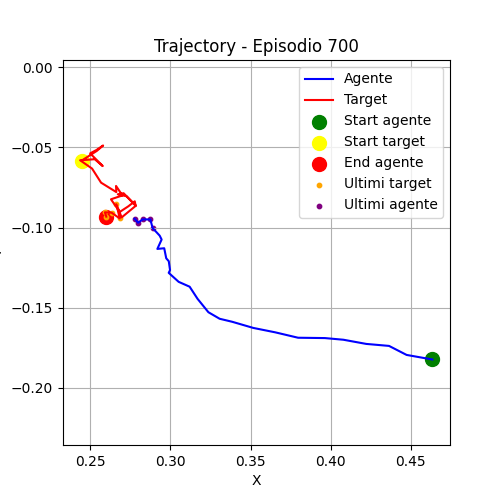 Trajectory - Episodio 700
Agente
Target
Start agente
Start target
End agente
Ultimi target
Ultimi agente
0.00
−0.05
−0.10
−0.15
−0.20
0.25
0.30
0.35
0.40
0.45
X